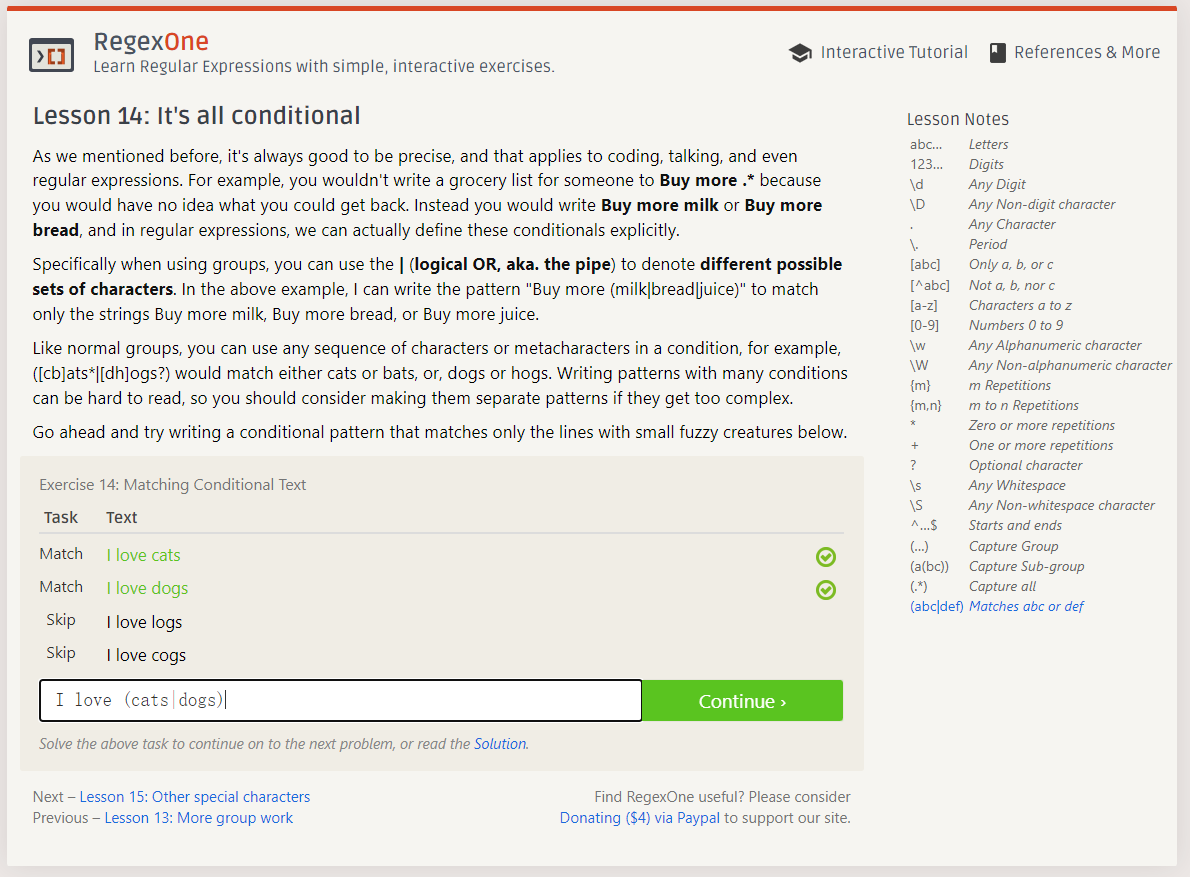 RegexOne
Learn Regular Expressions with simple, interactive exercises.
Interactive Tutorial
References & More
Lesson 14: It's all conditional
As we mentioned before, it's always good to be precise, and that applies to coding, talking, and even
regular expressions. For example, you wouldn't write a grocery list for someone to Buy more .* because
you would have no idea what you could get back. Instead you would write Buy more milk or Buy more
bread, and in regular expressions, we can actually define these conditionals explicitly.
Specifically when using groups, you can use the | (logical OR, aka. the pipe) to denote different possible
sets of characters. In the above example, I can write the pattern "Buy more (milk|bread|juice)" to match
only the strings Buy more milk, Buy more bread, or Buy more juice.
Like normal groups, you can use any sequence of characters or metacharacters in a condition, for example,
([cb]ats*|[dh]ogs?) would match either cats or bats, or, dogs or hogs. Writing patterns with many conditions
can be hard to read, so you should consider making them separate patterns if they get too complex.
Go ahead and try writing a conditional pattern that matches only the lines with small fuzzy creatures below.
Exercise 14: Matching Conditional Text
Task Text
Match I love cats
Match I love dogs
Skip I love logs
Skip I love cogs
I love (cats|dogs)
Continue ›
Solve the above task to continue on to the next problem, or read the Solution.
Next – Lesson 15: Other special characters
Previous – Lesson 13: More group work
Find RegexOne useful? Please consider
Donating ($4) via Paypal to support our site.
Lesson Notes
abc... Letters
123... Digits
\d Any Digit
\D Any Non-digit character
. Any Character
\. Period
[abc] Only a, b, or c
[^abc] Not a, b, nor c
[a-z] Characters a to z
[0-9] Numbers 0 to 9
\w Any Alphanumeric character
\W Any Non-alphanumeric character
{m} m Repetitions
{m,n} m to n Repetitions
* Zero or more repetitions
+ One or more repetitions
? Optional character
\s Any Whitespace
\S Any Non-whitespace character
^...$ Starts and ends
(...) Capture Group
(a(bc)) Capture Sub-group
(.*) Capture all
(abc|def) Matches abc or def